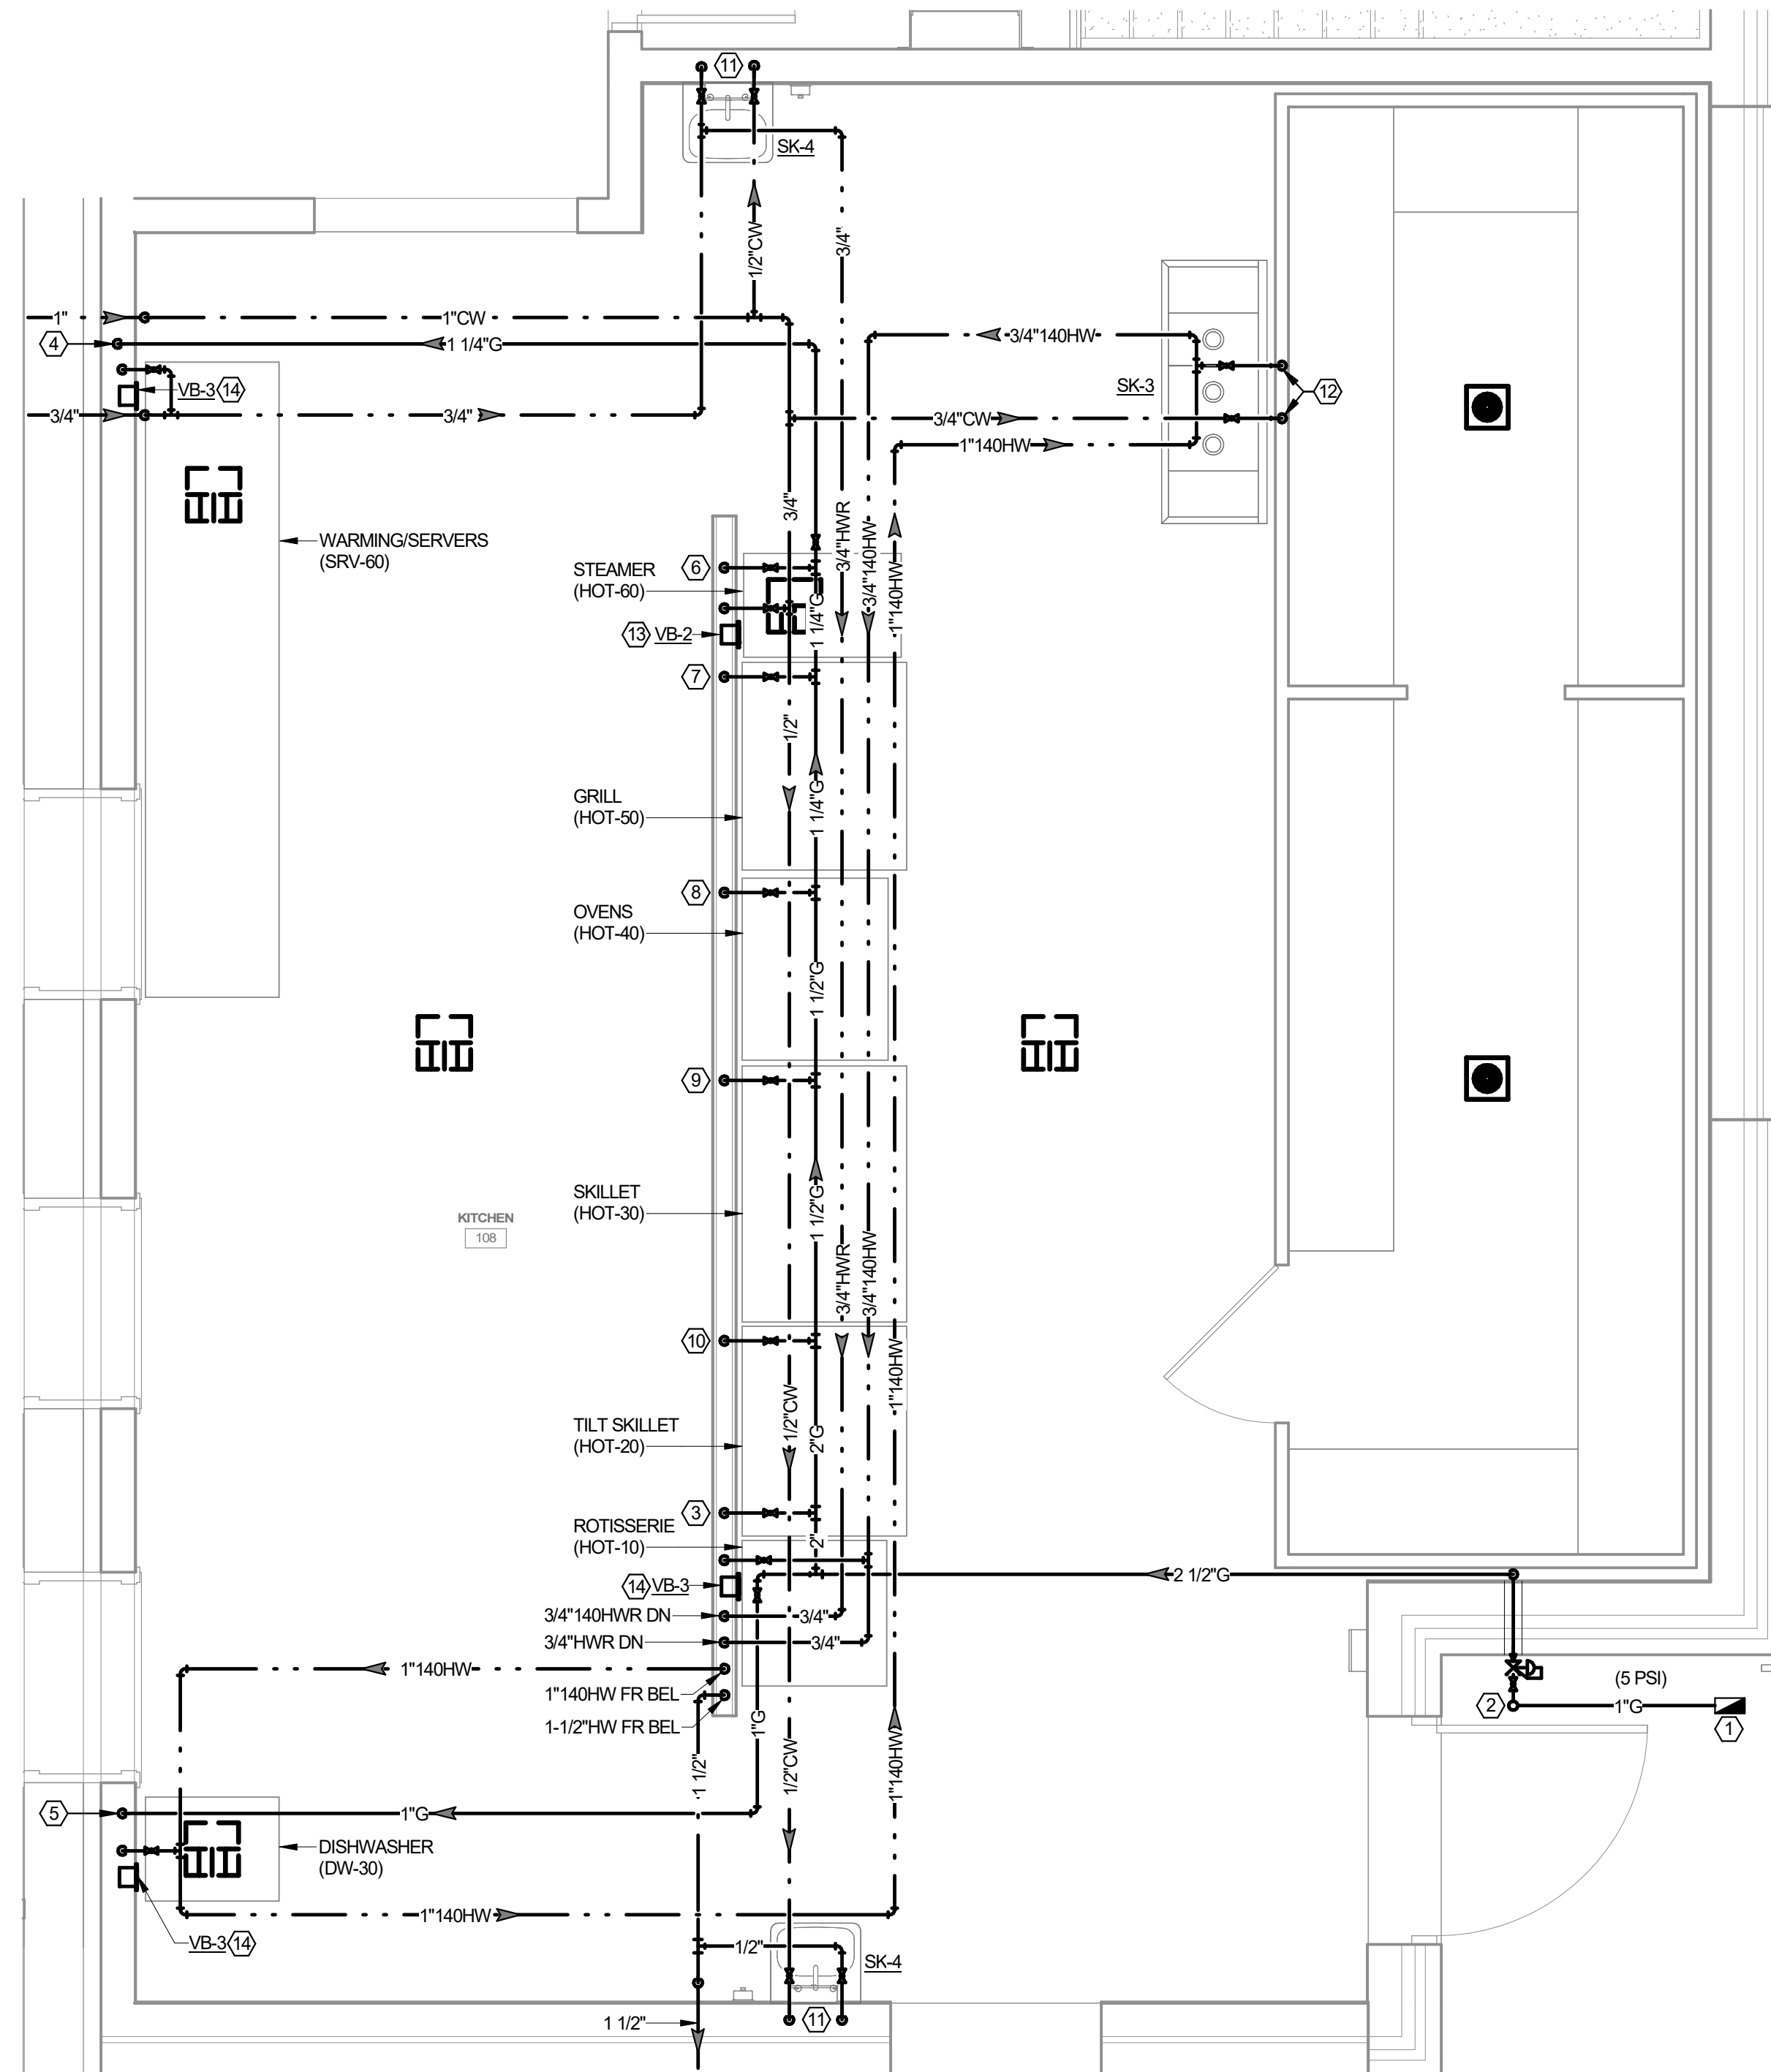 11
SK-4
3/4"
1/2"CW
1"
1"CW
4
1 1/4"G
3/4"140HW
SK-3
12
VB-3
14
3/4"
3/4"
3/4"CW
1"140HW
3/4"
3/4"HWR
3/4"140HW
1"140HW
WARMING/SERVERS
(SRV-60)
STEAMER
(HOT-60)
6
1 1/4"G
13
VB-2
7
1/2"
GRILL
(HOT-50)
1 1/4"G
8
OVENS
(HOT-40)
1 1/2"G
9
SKILLET
(HOT-30)
1 1/2"G
KITCHEN
108
3/4"HWR
3/4"140HW
10
1"140HW
1/2"CW
TILT SKILLET
(HOT-20)
2"G
3
ROTISSERIE
(HOT-10)
2"
2 1/2"G
14
VB-3
3/4"140HWR DN
3/4"
3/4"HWR DN
3/4"
1"140HW
1"140HW FR BEL
1-1/2"HW FR BEL
(5 PSI)
2
1"G
1
1"G
1 1/2"
1/2"CW
1"140HW
5
1"G
DISHWASHER
(DW-30)
1"140HW
VB-3
14
1/2"
SK-4
11
1 1/2"